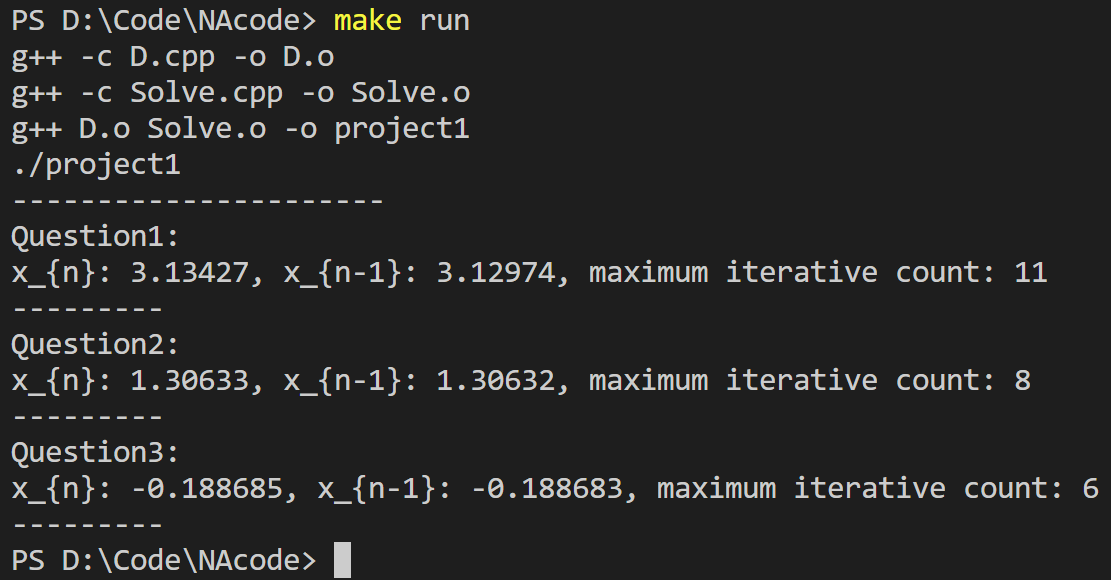 PS D:\Code\NAcode> make run
g++ -c D.cpp -o D.o
g++ -c Solve.cpp -o Solve.o
g++ D.o Solve.o -o project1
./project1
----------------------
Question1:
x_{n}: 3.13427, x_{n-1}: 3.12974, maximum iterative count: 11
---------
Question2:
x_{n}: 1.30633, x_{n-1}: 1.30632, maximum iterative count: 8
---------
Question3:
x_{n}: -0.188685, x_{n-1}: -0.188683, maximum iterative count: 6
---------
PS D:\Code\NAcode>